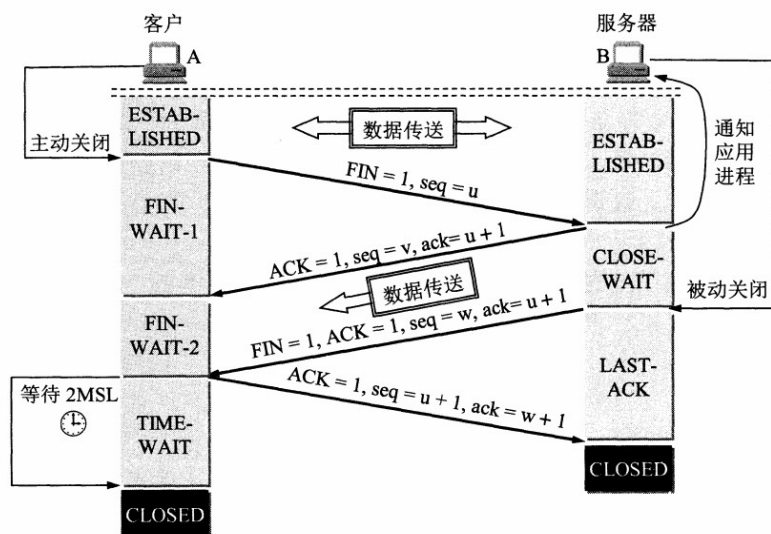 客户
服务器
A
B
ESTAB-
LISHED
数据传送
主动关闭
ESTAB-
LISHED
通知
应用
进程
FIN = 1, seq = u
FIN-
WAIT-1
ACK = 1, seq = v, ack= u + 1
CLOSE-
WAIT
数据传送
被动关闭
FIN-
WAIT-2
FIN = 1, ACK = 1, seq = w, ack= u + 1
LAST-
ACK
等待 2MSL
ACK = 1, seq = u + 1, ack = w + 1
TIME-
WAIT
CLOSED
CLOSED